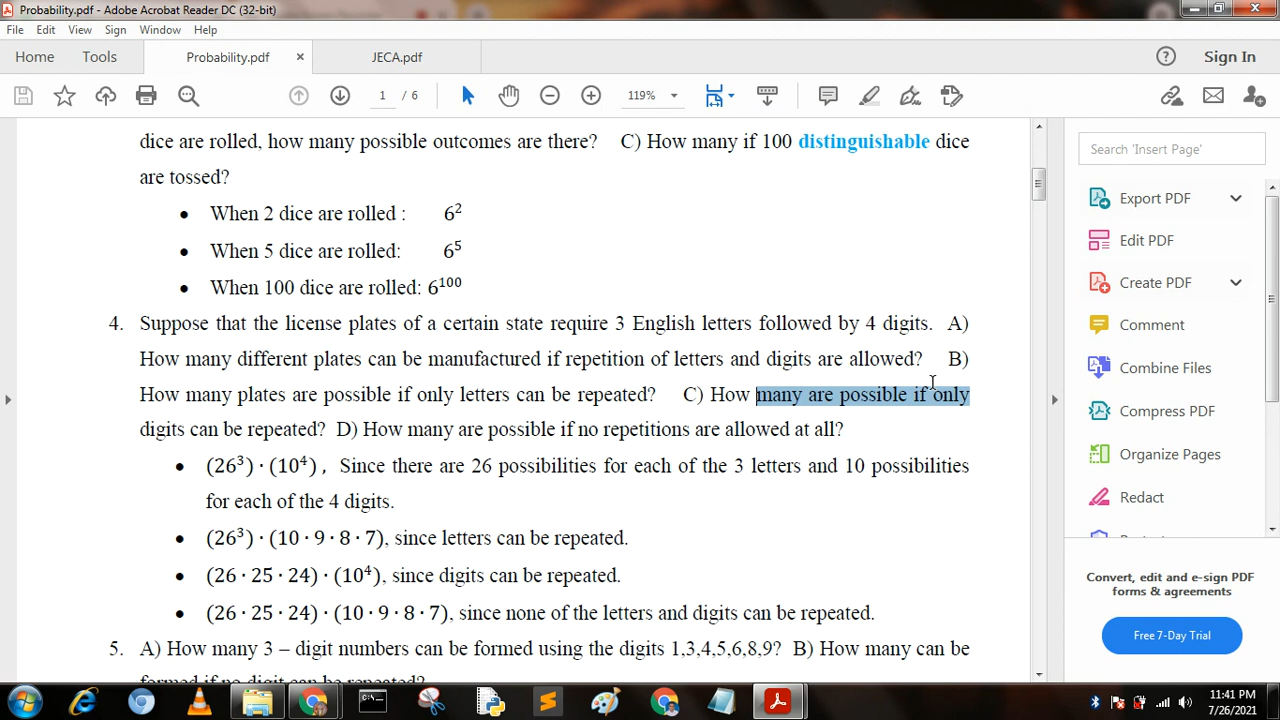 Probability.pdf - Adobe Acrobat Reader DC (32-bit)
File Edit View Sign Window Help
Home Tools Probability.pdf × JECA.pdf Sign In
1 / 6 119%
dice are rolled, how many possible outcomes are there? C) How many if 100 distinguishable dice
are tossed?
• When 2 dice are rolled : 6²
• When 5 dice are rolled: 6⁵
• When 100 dice are rolled: 6¹⁰⁰
4. Suppose that the license plates of a certain state require 3 English letters followed by 4 digits. A)
How many different plates can be manufactured if repetition of letters and digits are allowed? B)
How many plates are possible if only letters can be repeated? C) How many are possible if only
digits can be repeated? D) How many are possible if no repetitions are allowed at all?
• (26³) · (10⁴), Since there are 26 possibilities for each of the 3 letters and 10 possibilities
for each of the 4 digits.
• (26³) · (10 · 9 · 8 · 7), since letters can be repeated.
• (26 · 25 · 24) · (10⁴), since digits can be repeated.
• (26 · 25 · 24) · (10 · 9 · 8 · 7), since none of the letters and digits can be repeated.
5. A) How many 3 – digit numbers can be formed using the digits 1,3,4,5,6,8,9? B) How many can be
formed if no digit can be repeated?
Search 'Insert Page'
Export PDF
Edit PDF
Create PDF
Comment
Combine Files
Compress PDF
Organize Pages
Redact
Convert, edit and e-sign PDF
forms & agreements
Free 7-Day Trial
11:41 PM
7/26/2021